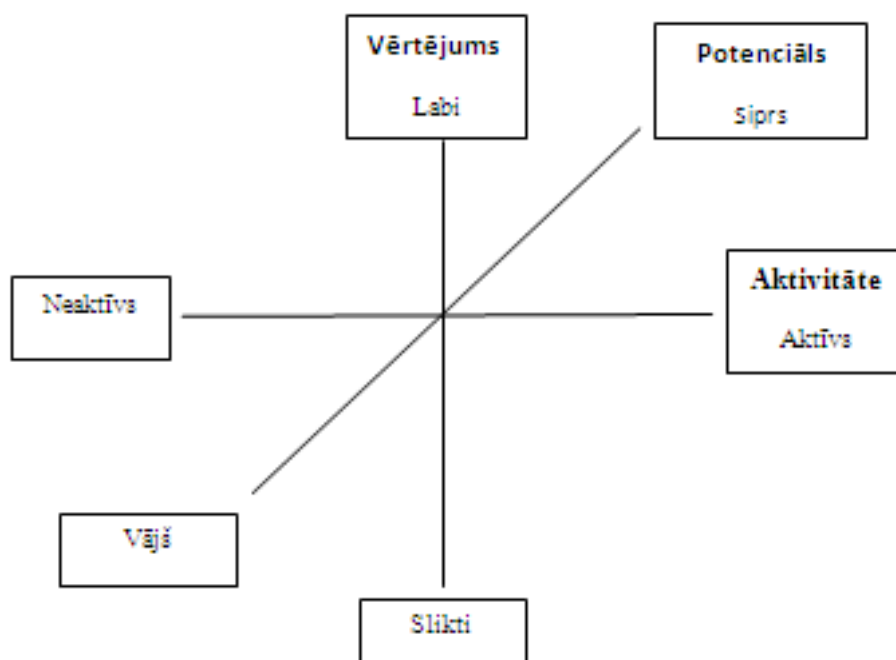 Vērtējums
Labi
Potenciāls
Siprs
Neaktīvs
Aktivitāte
Aktīvs
Vājš
Slikti